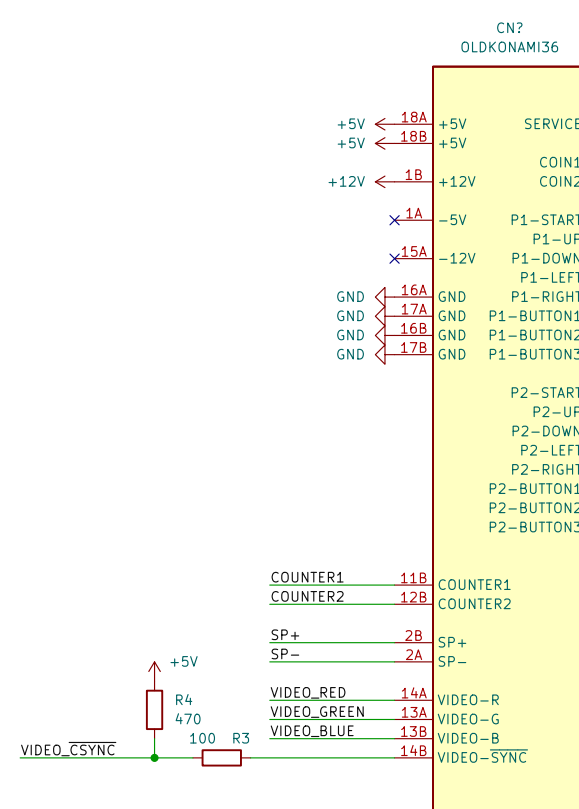 CN?
OLDKONAMI36
+5V 18A +5V SERVICE
+5V 18B +5V
COIN1
+12V 1B +12V COIN2
1A -5V P1-START
P1-UP
15A -12V P1-DOWN
P1-LEFT
GND 16A GND P1-RIGHT
GND 17A GND P1-BUTTON1
GND 16B GND P1-BUTTON2
GND 17B GND P1-BUTTON3
P2-START
P2-UP
P2-DOWN
P2-LEFT
P2-RIGHT
P2-BUTTON1
P2-BUTTON2
P2-BUTTON3
COUNTER1 11B COUNTER1
COUNTER2 12B COUNTER2
SP+ 2B SP+
SP- 2A SP-
+5V
VIDEO_RED 14A VIDEO-R
R4
470
VIDEO_GREEN 13A VIDEO-G
VIDEO_BLUE 13B VIDEO-B
100 R3
VIDEO_CSYNC 14B VIDEO-SYNC